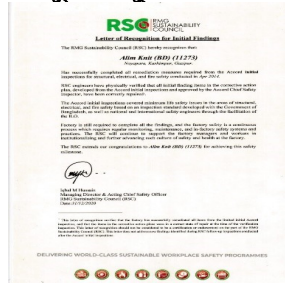 RSC RMG
SUSTAINABILITY
COUNCIL
Letter of Recognition for Initial Findings
The RMG Sustainability Council (RSC) hereby recognizes that:
Alim Knit (BD) (11273)
Nayapara, Kashimpur, Gazipur.
Has successfully completed all remediation measures required from the Accord initial
inspections for structural, electrical, and fire safety conducted in Apr 2014.
RSC engineers have physically verified that all initial finding items in the corrective action
plan, developed from the initial inspections and approved by the Accord Chief Safety
Inspector, have been correctly repaired.
The Accord initial inspections covered minimum life safety issues in the areas of structural,
electrical, and fire safety based on an inspection standard developed with the Government of
Bangladesh, as well as national and international safety engineers through the facilitation of
the ILO.
Factory is still required to complete all the findings, and the factory safety is a continuous
process which requires regular monitoring, maintenance, and in-factory safety systems and
practices. The RSC will continue to support the factory managers and workers in
institutionalizing and further advancing such culture of safety and health at the factory.
The RSC extends our congratulations to Alim Knit (BD) (11273) for achieving this safety
milestone.
Iqbal M Hussain
Managing Director & Acting Chief Safety Officer
RMG Sustainability Council (RSC)
DELIVERING WORLD-CLASS SUSTAINABLE WORKPLACE SAFETY PROGRAMMES